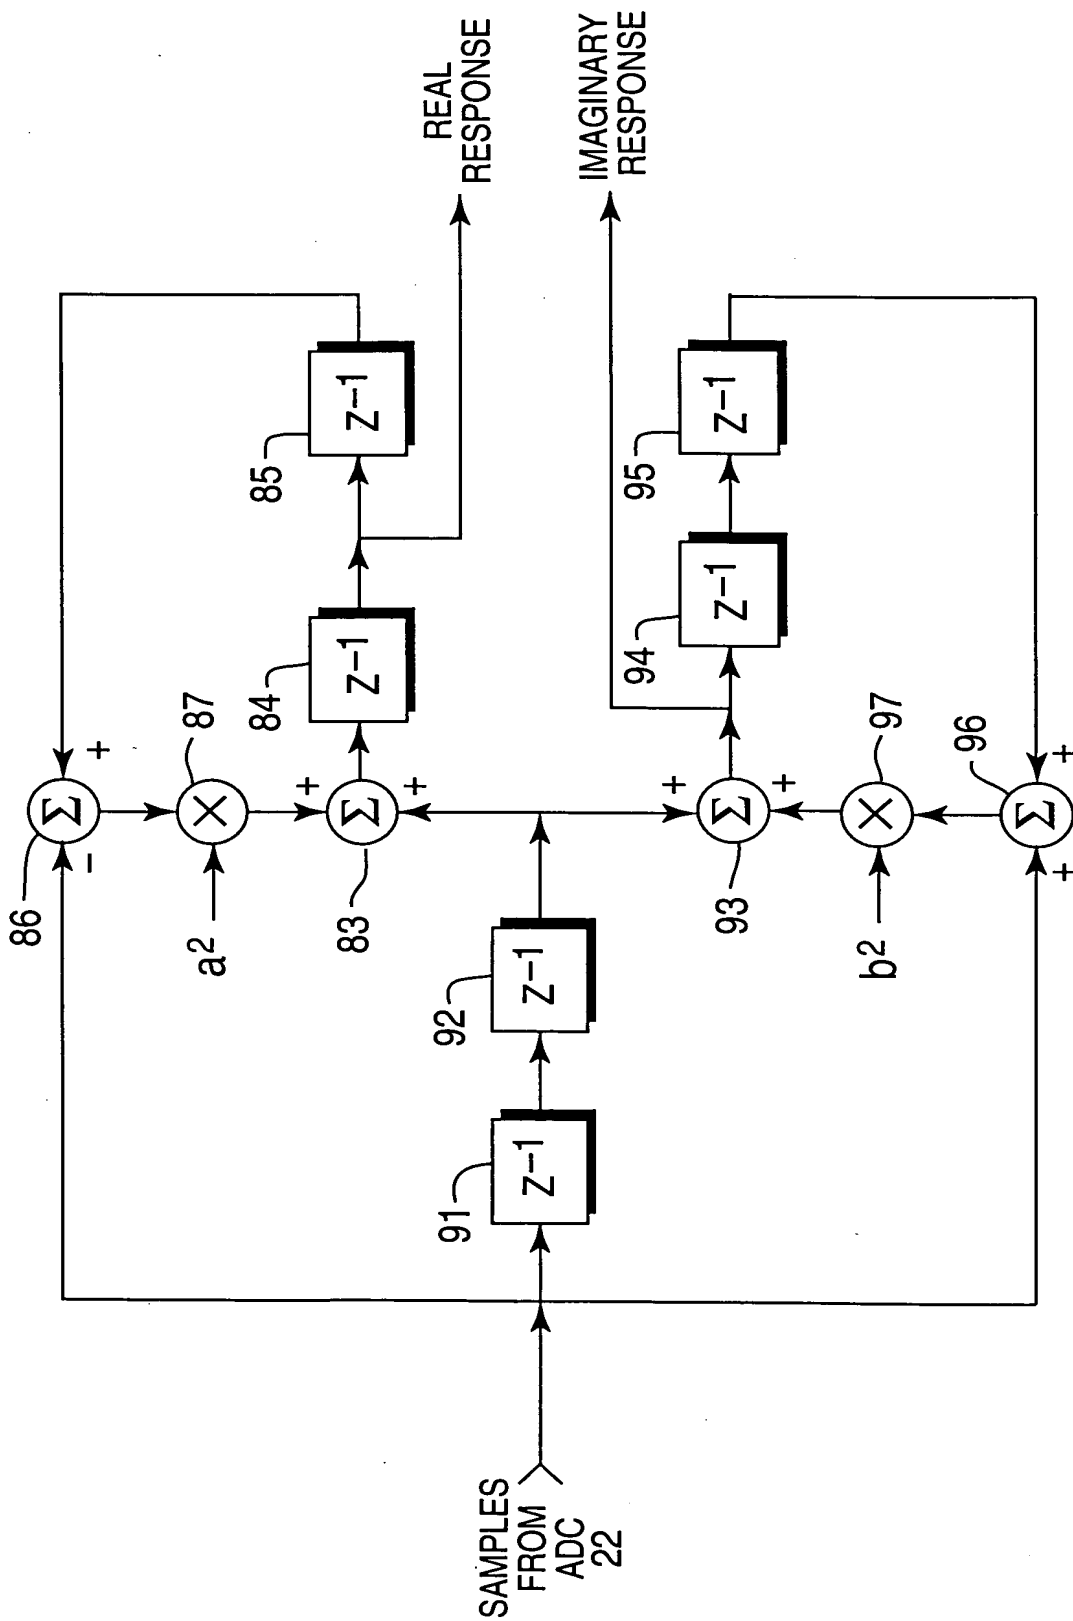 SAMPLES
FROM
ADC
22
91
Z-1
92
Z-1
86
Σ
-
+
87
X
a²
83
Σ
+
+
84
Z-1
85
Z-1
REAL
RESPONSE
IMAGINARY
RESPONSE
93
Σ
+
+
94
Z-1
95
Z-1
97
X
b²
96
Σ
+
+